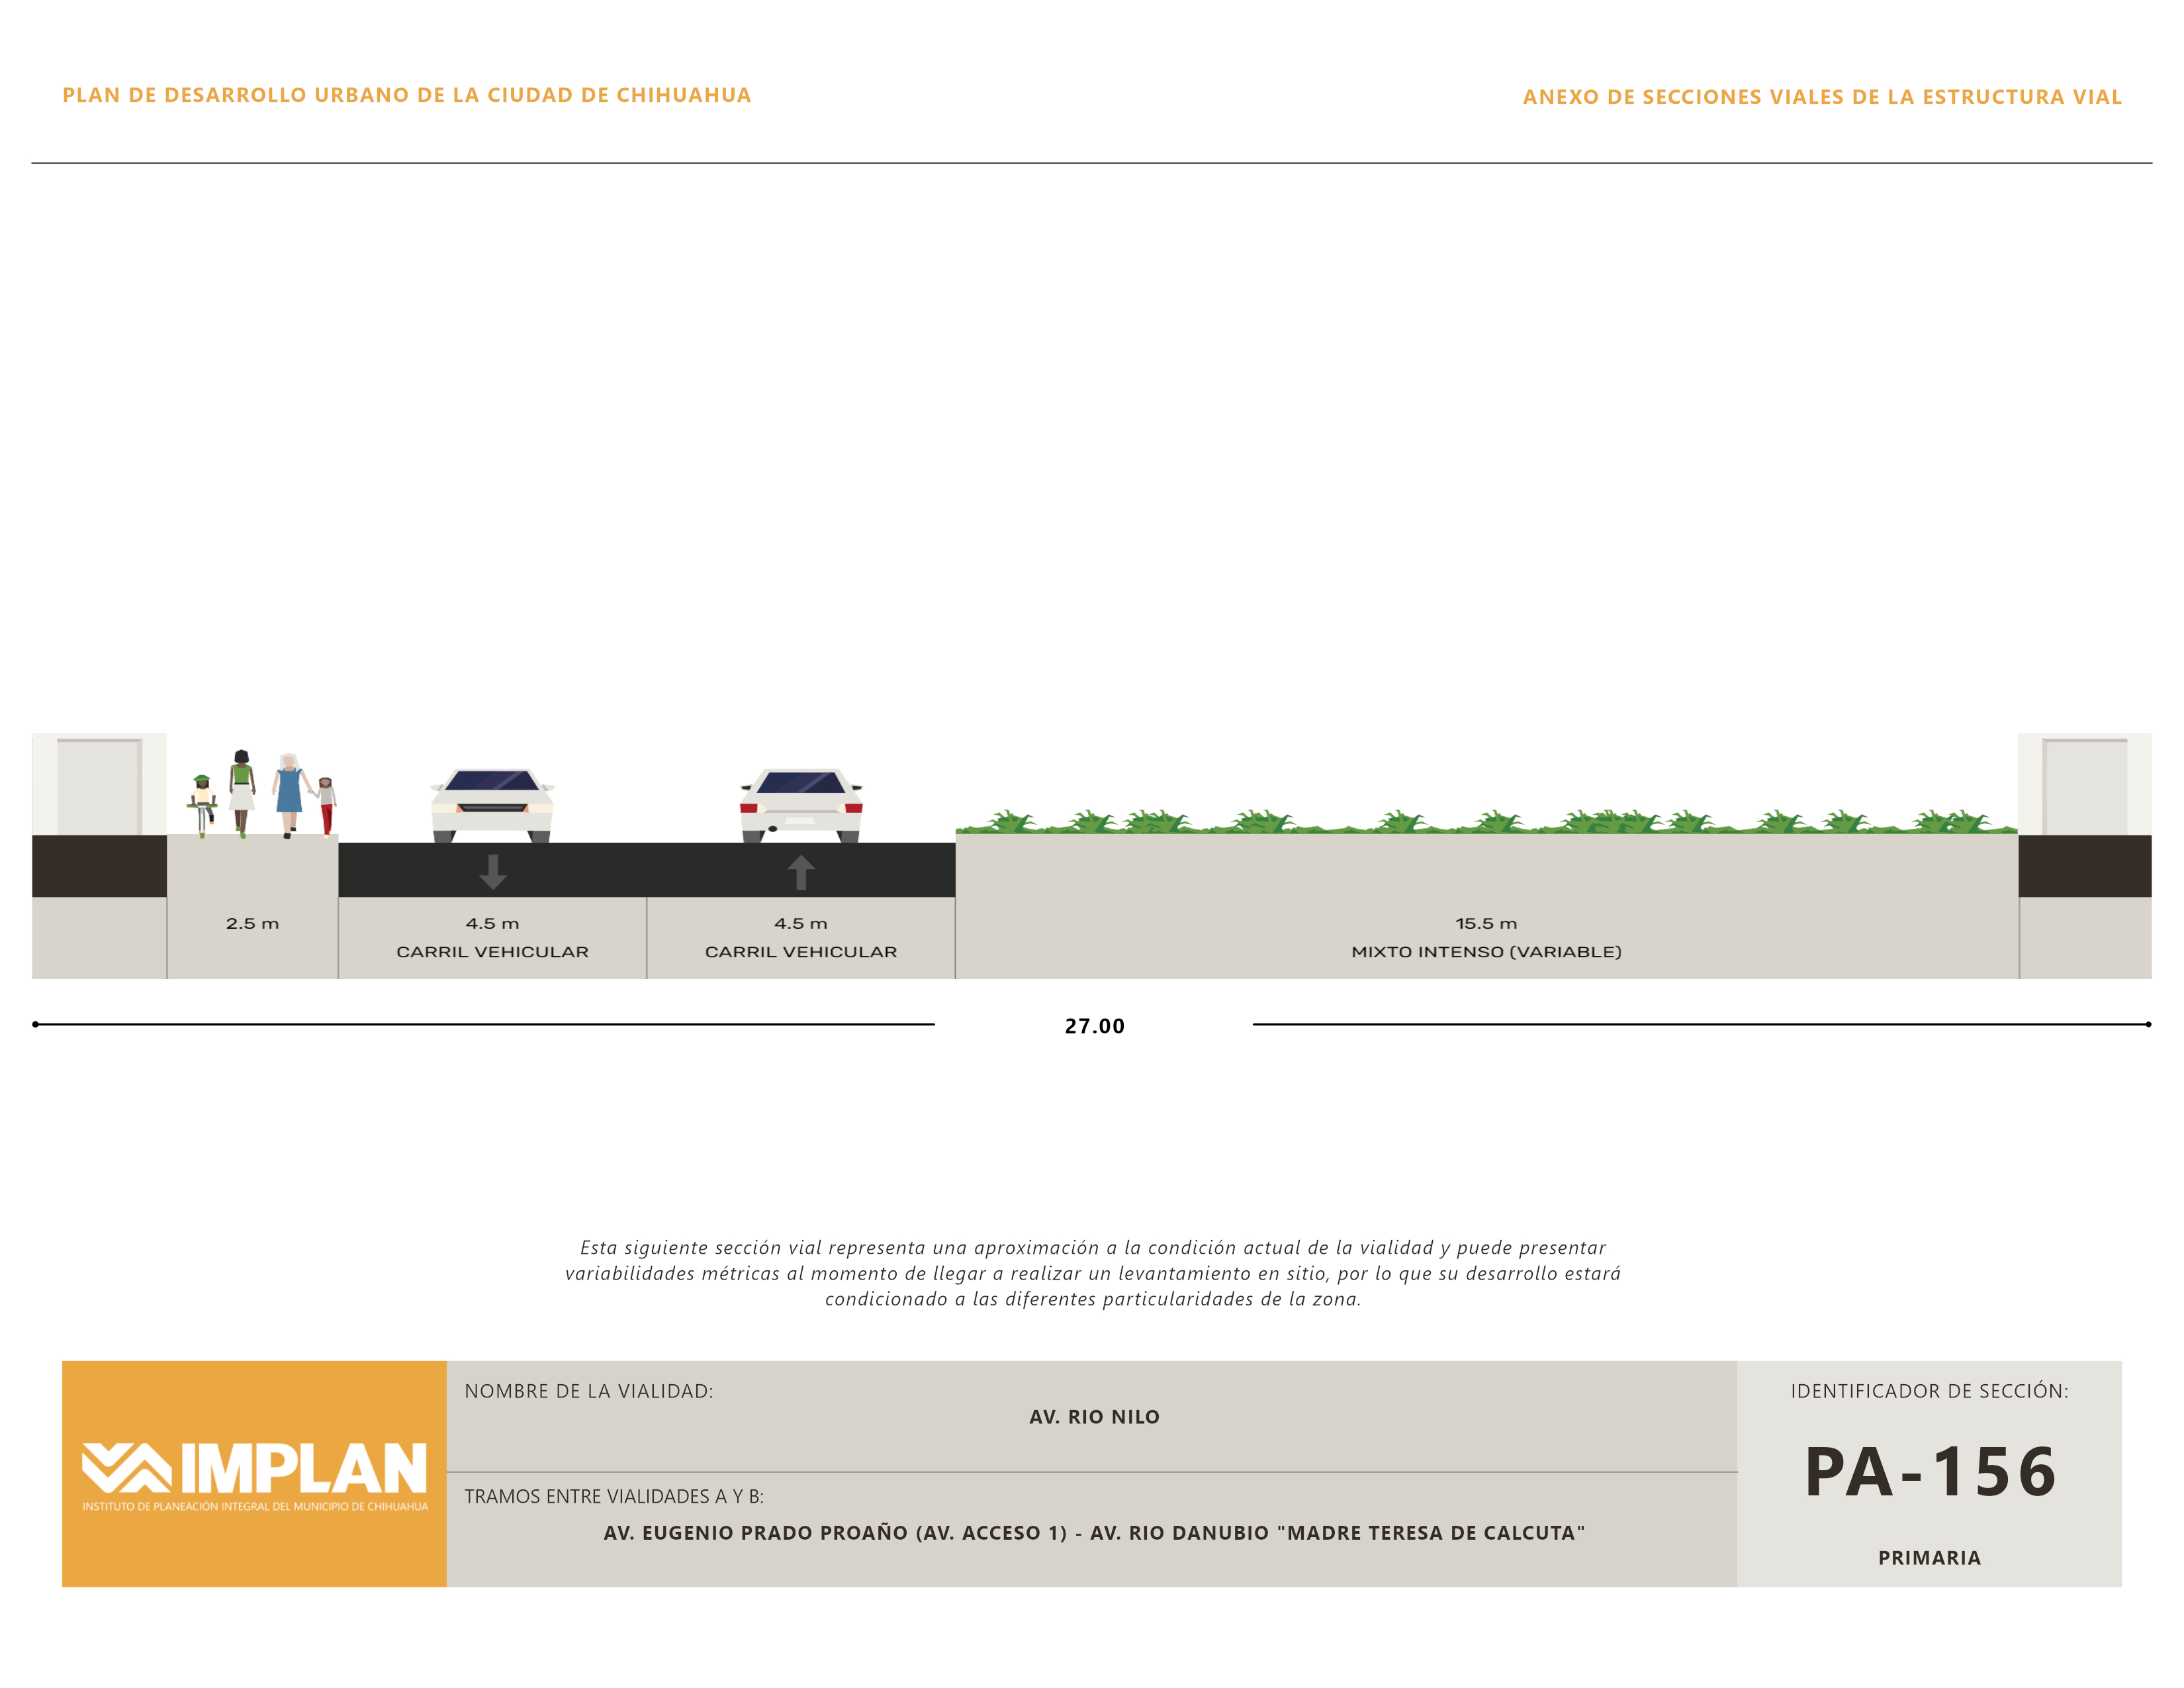 PLAN DE DESARROLLO URBANO DE LA CIUDAD DE CHIHUAHUA
ANEXO DE SECCIONES VIALES DE LA ESTRUCTURA VIAL
2.5 m
4.5 m
CARRIL VEHICULAR
4.5 m
CARRIL VEHICULAR
15.5 m
MIXTO INTENSO (VARIABLE)
27.00
Esta siguiente sección vial representa una aproximación a la condición actual de la vialidad y puede presentar
variabilidades métricas al momento de llegar a realizar un levantamiento en sitio, por lo que su desarrollo estará
condicionado a las diferentes particularidades de la zona.
IMPLAN
INSTITUTO DE PLANEACIÓN INTEGRAL DEL MUNICIPIO DE CHIHUAHUA
NOMBRE DE LA VIALIDAD:
AV. RIO NILO
TRAMOS ENTRE VIALIDADES A Y B:
AV. EUGENIO PRADO PROAÑO (AV. ACCESO 1) - AV. RIO DANUBIO "MADRE TERESA DE CALCUTA"
IDENTIFICADOR DE SECCIÓN:
PA-156
PRIMARIA